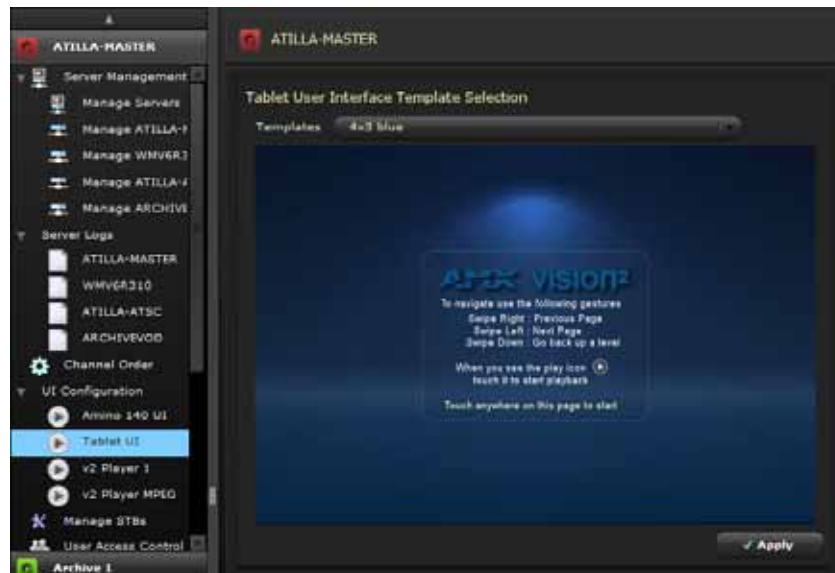 ATILLA-MASTER
Server Management
Manage Servers
Manage ATILLA-
Manage WMV6R3
Manage ATILLA-
Manage ARCHIVE
Server Logs
ATILLA-MASTER
WMV6R310
ATILLA-ATSC
ARCHIVEVOD
Channel Order
UI Configuration
Amino 140 UI
Tablet UI
v2 Player 1
v2 Player MPEG
Manage STBs
User Access Control
Archive 1
ATILLA-MASTER
Tablet User Interface Template Selection
Templates 4x3 blue
AMX VISION²
To navigate use the following gestures
Swipe Right : Previous Page
Swipe Left : Next Page
Swipe Down : Go back up a level
When you see the play icon
touch it to start playback
Touch anywhere on this page to start
Apply